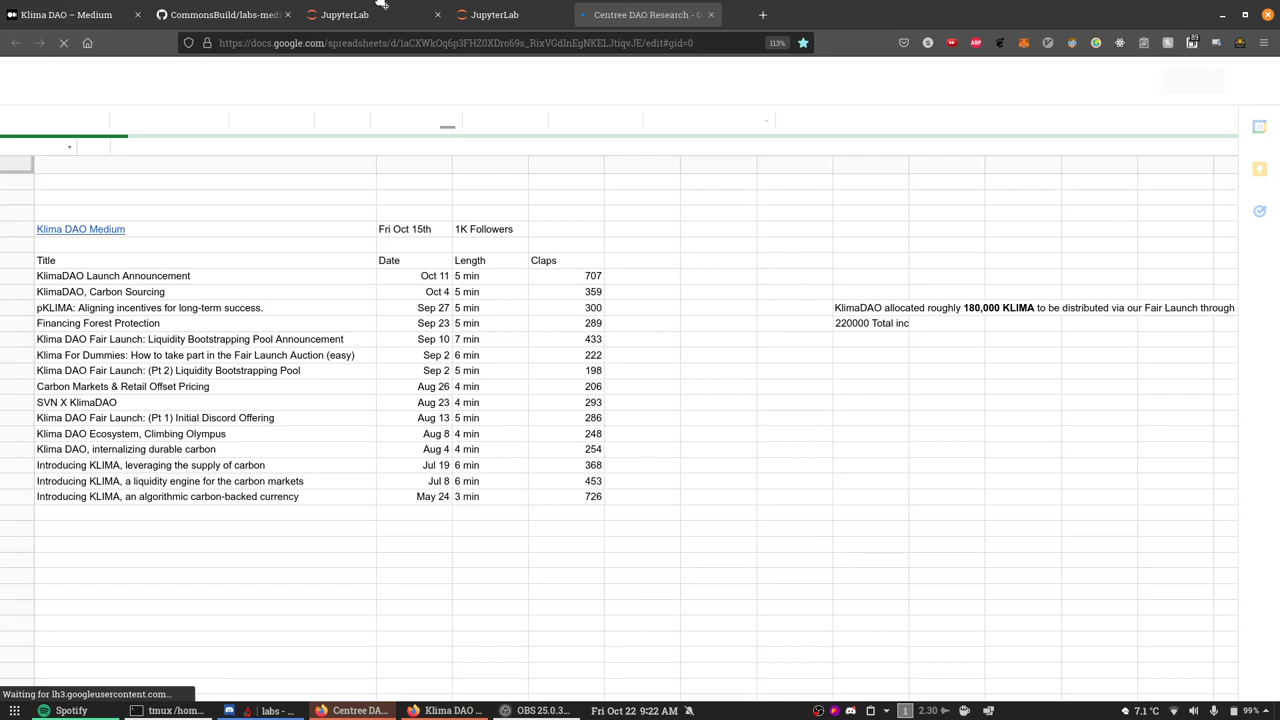 Klima DAO – Medium
CommonsBuild/labs-med
JupyterLab
JupyterLab
Centree DAO Research - G
https://docs.google.com/spreadsheets/d/1aCXWkOq6p3FHZ0XDro69s_RixVGdInEgNKELJtiqvJE/edit#gid=0
113%
ABP
89
Klima DAO Medium Fri Oct 15th 1K Followers
Title Date Length Claps
KlimaDAO Launch Announcement Oct 11 5 min 707
KlimaDAO, Carbon Sourcing Oct 4 5 min 359
pKLIMA: Aligning incentives for long-term success. Sep 27 5 min 300 KlimaDAO allocated roughly 180,000 KLIMA to be distributed via our Fair Launch through
Financing Forest Protection Sep 23 5 min 289 220000 Total inc
Klima DAO Fair Launch: Liquidity Bootstrapping Pool Announcement Sep 10 7 min 433
Klima For Dummies: How to take part in the Fair Launch Auction (easy) Sep 2 6 min 222
Klima DAO Fair Launch: (Pt 2) Liquidity Bootstrapping Pool Sep 2 5 min 198
Carbon Markets & Retail Offset Pricing Aug 26 4 min 206
SVN X KlimaDAO Aug 23 4 min 293
Klima DAO Fair Launch: (Pt 1) Initial Discord Offering Aug 13 5 min 286
Klima DAO Ecosystem, Climbing Olympus Aug 8 4 min 248
Klima DAO, internalizing durable carbon Aug 4 4 min 254
Introducing KLIMA, leveraging the supply of carbon Jul 19 6 min 368
Introducing KLIMA, a liquidity engine for the carbon markets Jul 8 6 min 453
Introducing KLIMA, an algorithmic carbon-backed currency May 24 3 min 726
Waiting for lh3.googleusercontent.com...
Spotify
tmux /hom...
labs - ...
Centree DA...
Klima DAO ...
OBS 25.0.3...
Fri Oct 22 9:22 AM
1
2.30
7.1°C
99%